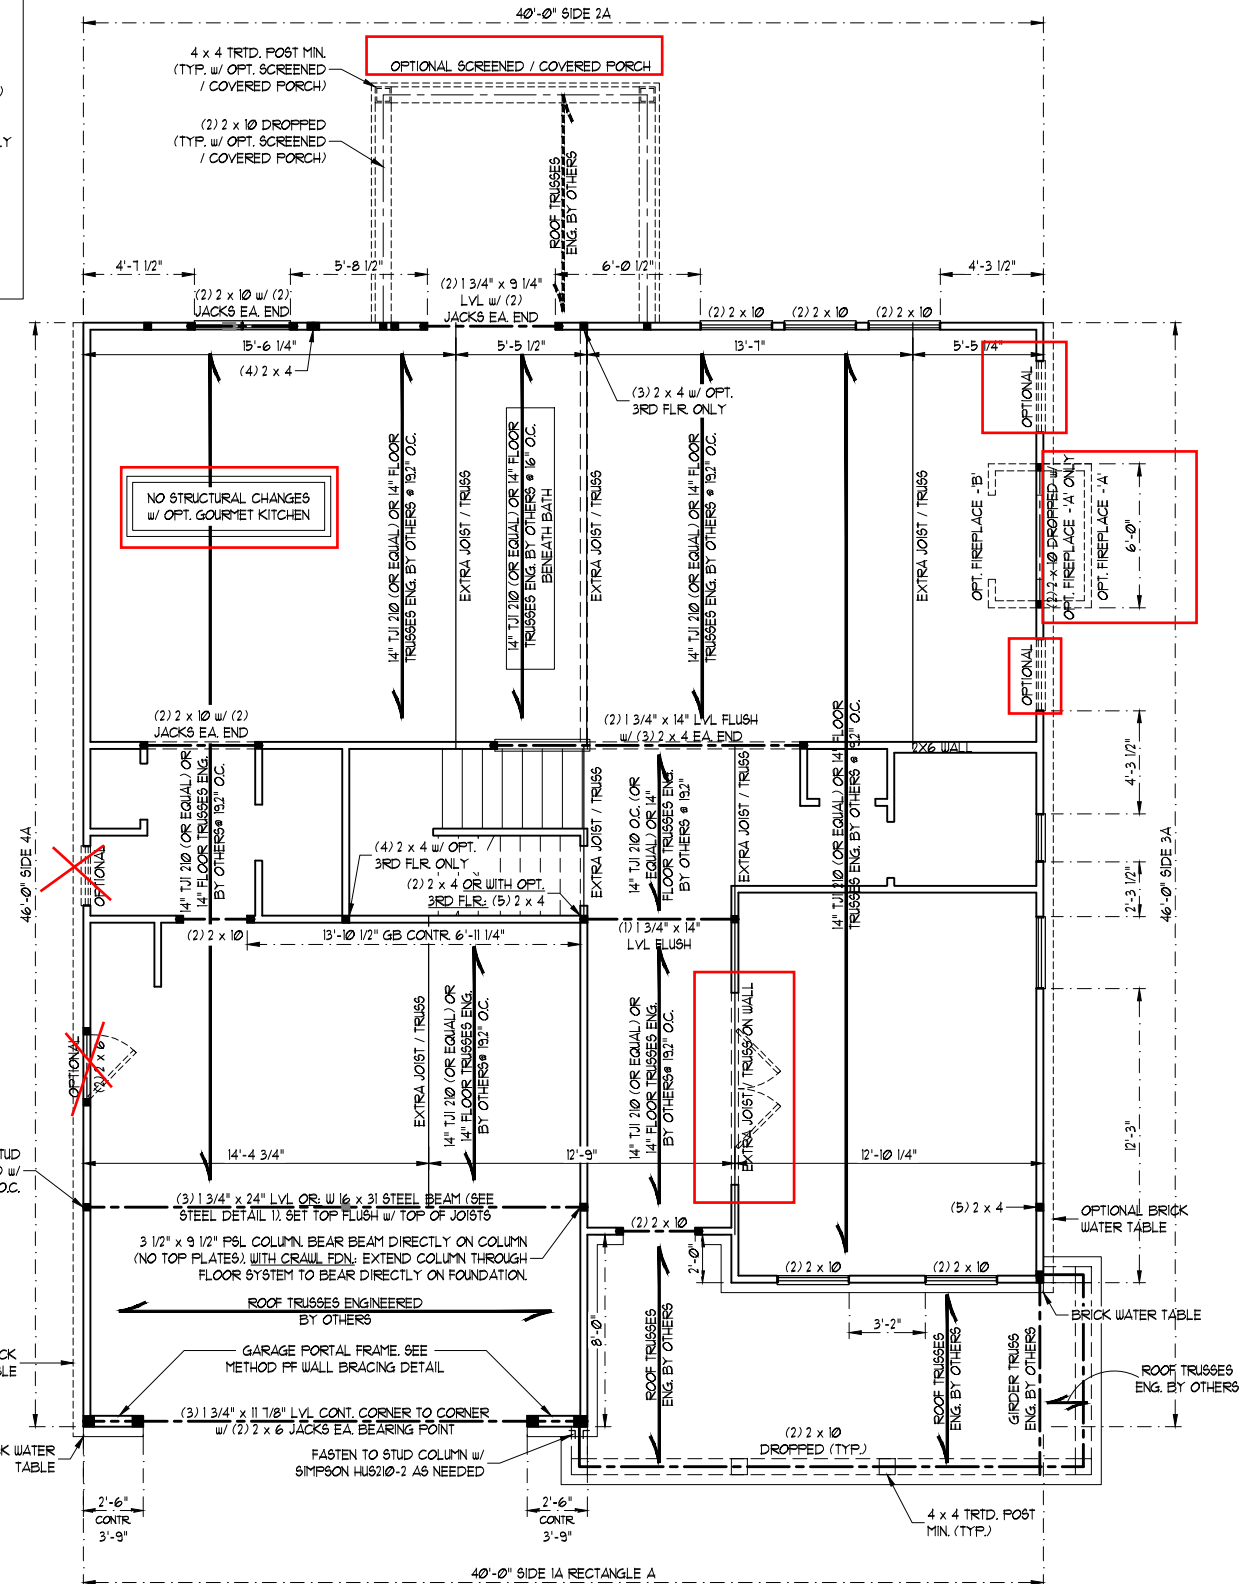 40'-0" SIDE 2A
4 x 4 TRTD. POST MIN.
(TYP. w/ OPT. SCREENED
/ COVERED PORCH)
OPTIONAL SCREENED / COVERED PORCH
(2) 2 x 10 DROPPED
(TYP. w/ OPT. SCREENED
/ COVERED PORCH)
ROOF TRUSSES
ENG. BY OTHERS
4'-7 1/2"
5'-8 1/2"
6'-0 1/2"
4'-3 1/2"
(2) 2 x 10 w/ (2)
JACKS EA. END
(2) 1 3/4" x 9 1/4"
LVL w/ (2)
JACKS EA. END
(2) 2 x 10
(2) 2 x 10
(2) 2 x 10
15'-6 1/4"
5'-5 1/2"
13'-7"
5'-5 1/4"
(4) 2 x 4
(3) 2 x 4 w/ OPT.
3RD FLR. ONLY
OPTIONAL
NO STRUCTURAL CHANGES
w/ OPT. GOURMET KITCHEN
14" TJI 210 (OR EQUAL) OR 14" FLOOR
TRUSSES ENG. BY OTHERS @ 19.2" O.C.
EXTRA JOIST / TRUSS
14" TJI 210 (OR EQUAL) OR 14" FLOOR
TRUSSES ENG. BY OTHERS @ 16" O.C.
BENEATH BATH
EXTRA JOIST / TRUSS
14" TJI 210 (OR EQUAL) OR 14" FLOOR
TRUSSES ENG. BY OTHERS @ 19.2" O.C.
EXTRA JOIST / TRUSS
OPT. FIREPLACE -'B'
(2) 2 x 10 DROPPED w/
OPT. FIREPLACE -'A' ONLY
OPT. FIREPLACE -'A'
6'-0"
OPTIONAL
(2) 2 x 10 w/ (2)
JACKS EA. END
(2) 1 3/4" x 14" LVL FLUSH
w/ (3) 2 x 4 EA. END
2X6 WALL
4'-3 1/2"
14" TJI 210 (OR EQUAL) OR
14" FLOOR TRUSSES ENG.
BY OTHERS @ 19.2" O.C.
EXTRA JOIST / TRUSS
14" TJI 210 O.C. (OR
EQUAL) OR 14"
FLOOR TRUSSES ENG.
BY OTHERS @ 19.2"
EXTRA JOIST / TRUSS
14" TJI 210 (OR EQUAL) OR 14" FLOOR
TRUSSES ENG. BY OTHERS @ 19.2" O.C.
46'-0" SIDE 4A
OPTIONAL
(4) 2 x 4 w/ OPT.
3RD FLR. ONLY
(2) 2 x 4 OR WITH OPT.
3RD FLR.: (5) 2 x 4
2'-3 1/2"
46'-0" SIDE 3A
(2) 2 x 10
13'-10 1/2" GB CONTR. 6'-11 1/4"
(1) 1 3/4" x 14"
LVL FLUSH
OPTIONAL
(2) 2 x 6
EXTRA JOIST / TRUSS
14" TJI 210 (OR EQUAL) OR
14" FLOOR TRUSSES ENG.
BY OTHERS @ 19.2" O.C.
14" TJI 210 (OR EQUAL) OR
14" FLOOR TRUSSES ENG.
BY OTHERS @ 19.2" O.C.
EXTRA JOIST / TRUSS ON WALL
12'-3"
14'-4 3/4"
12'-9"
12'-10 1/4"
(3) 1 3/4" x 24" LVL OR: W 16 x 31 STEEL BEAM (SEE
STEEL DETAIL 1). SET TOP FLUSH w/ TOP OF JOISTS
(5) 2 x 4
OPTIONAL BRICK
WATER TABLE
3 1/2" x 9 1/2" PSL COLUMN. BEAR BEAM DIRECTLY ON COLUMN
(NO TOP PLATES). WITH CRAWL FDN.: EXTEND COLUMN THROUGH
FLOOR SYSTEM TO BEAR DIRECTLY ON FOUNDATION.
(2) 2 x 10
2'-0"
(2) 2 x 10
(2) 2 x 10
ROOF TRUSSES ENGINEERED
BY OTHERS
BRICK WATER TABLE
3'-2"
8'-0"
GARAGE PORTAL FRAME. SEE
METHOD PF WALL BRACING DETAIL
ROOF TRUSSES
ENG. BY OTHERS
ROOF TRUSSES
ENG. BY OTHERS
GIRDER TRUSS
ENG. BY OTHERS
ROOF TRUSSES
ENG. BY OTHERS
(3) 1 3/4" x 11 7/8" LVL CONT. CORNER TO CORNER
w/ (2) 2 x 6 JACKS EA. BEARING POINT
FASTEN TO STUD COLUMN w/
SIMPSON HUS210-2 AS NEEDED
(2) 2 x 10
DROPPED (TYP.)
WATER
TABLE
2'-6"
CONTR.
3'-9"
2'-6"
CONTR.
3'-9"
4 x 4 TRTD. POST
MIN. (TYP.)
40'-0" SIDE 1A RECTANGLE A